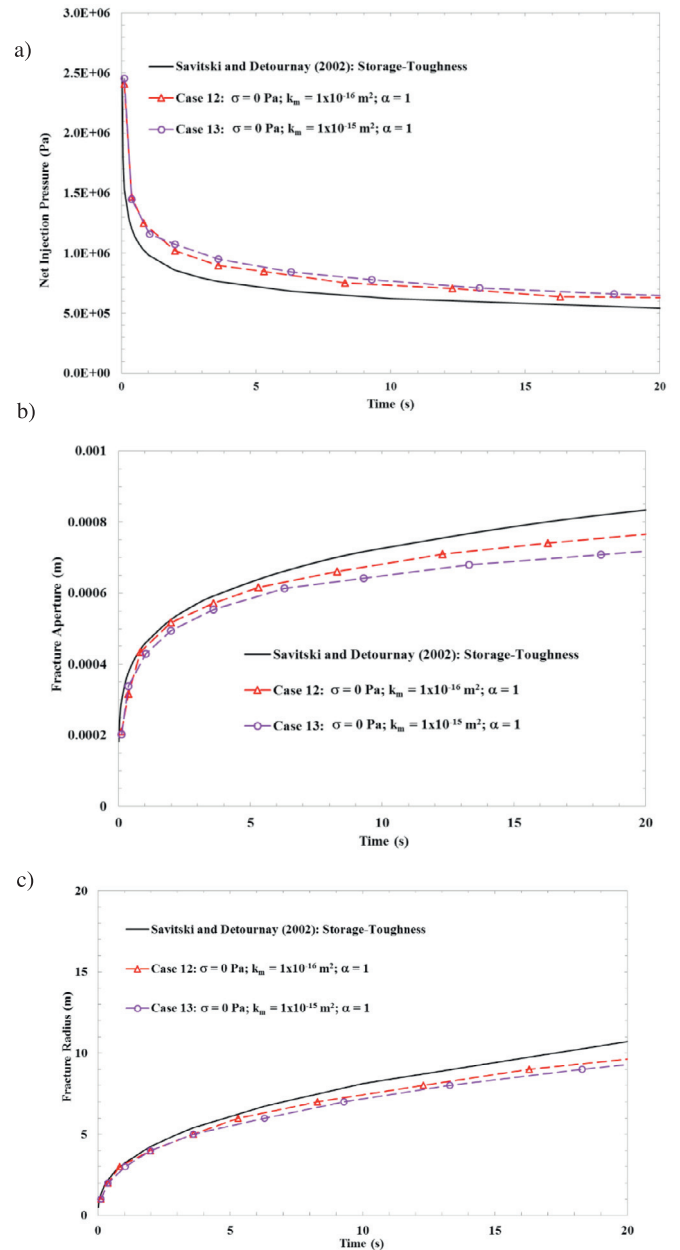 a)
3.0E+06
2.5E+06
2.0E+06
1.5E+06
1.0E+06
5.0E+05
0.0E+00
Net Injection Pressure (Pa)
Savitski and Detournay (2002): Storage-Toughness
Case 12: σ = 0 Pa; kₘ = 1x10⁻¹⁶ m²; α = 1
Case 13: σ = 0 Pa; kₘ = 1x10⁻¹⁵ m²; α = 1
0 5 10 15 20
Time (s)
b)
0.001
0.0008
0.0006
0.0004
0.0002
0
Fracture Aperture (m)
Savitski and Detournay (2002): Storage-Toughness
Case 12: σ = 0 Pa; kₘ = 1x10⁻¹⁶ m²; α = 1
Case 13: σ = 0 Pa; kₘ = 1x10⁻¹⁵ m²; α = 1
0 5 10 15 20
Time (s)
c)
20
15
10
5
0
Fracture Radius (m)
Savitski and Detournay (2002): Storage-Toughness
Case 12: σ = 0 Pa; kₘ = 1x10⁻¹⁶ m²; α = 1
Case 13: σ = 0 Pa; kₘ = 1x10⁻¹⁵ m²; α = 1
0 5 10 15 20
Time (s)